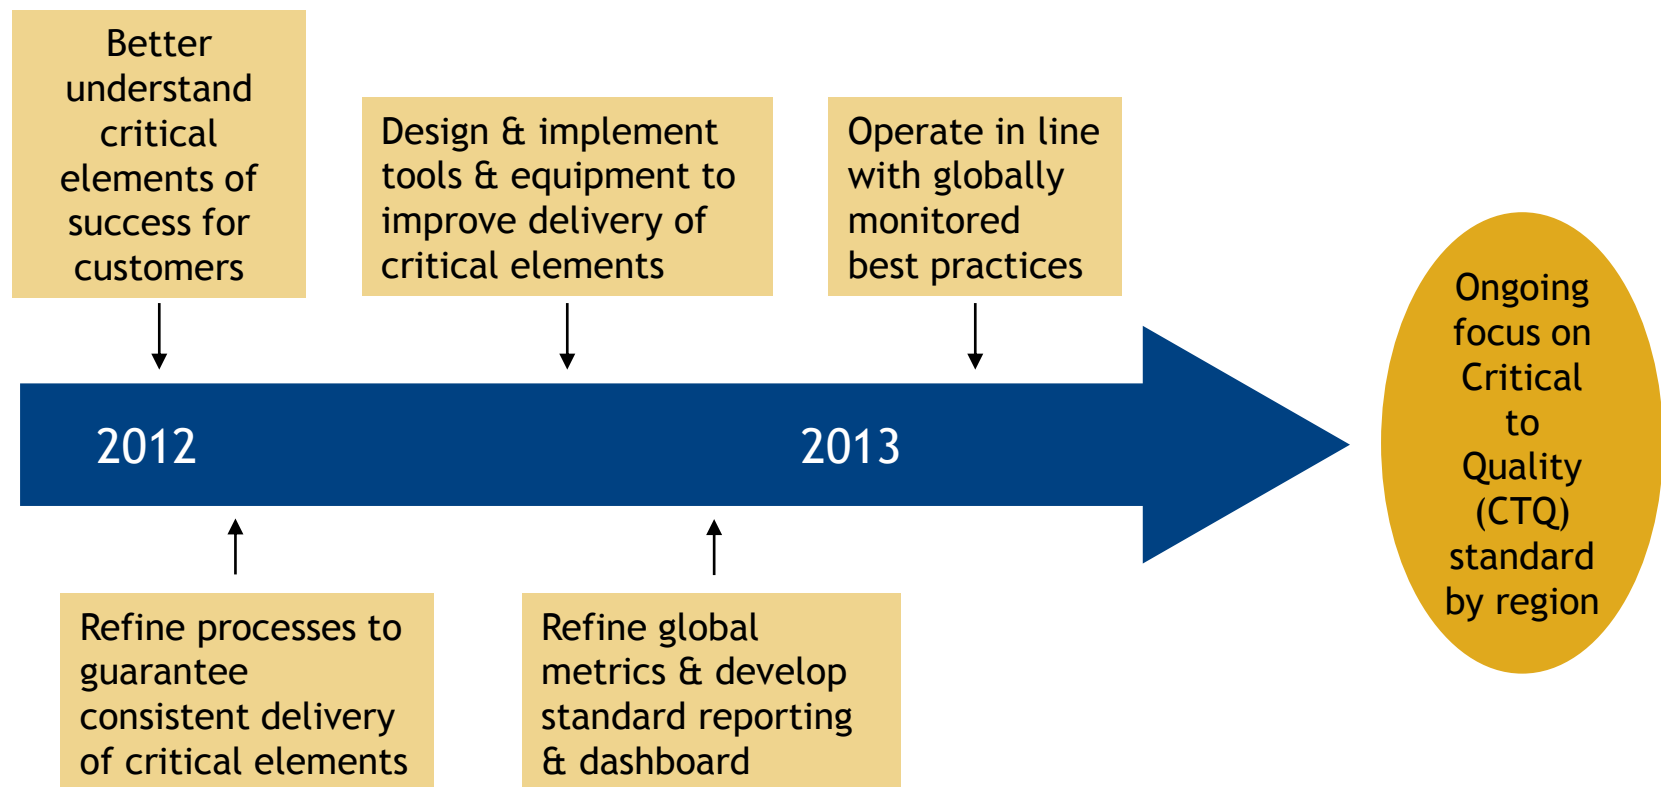 Better
understand
critical
elements of
success for
customers
Design & implement
tools & equipment to
improve delivery of
critical elements
Operate in line
with globally
monitored
best practices
2012
2013
Refine processes to
guarantee
consistent delivery
of critical elements
Refine global
metrics & develop
standard reporting
& dashboard
Ongoing
focus on
Critical
to
Quality
(CTQ)
standard
by region